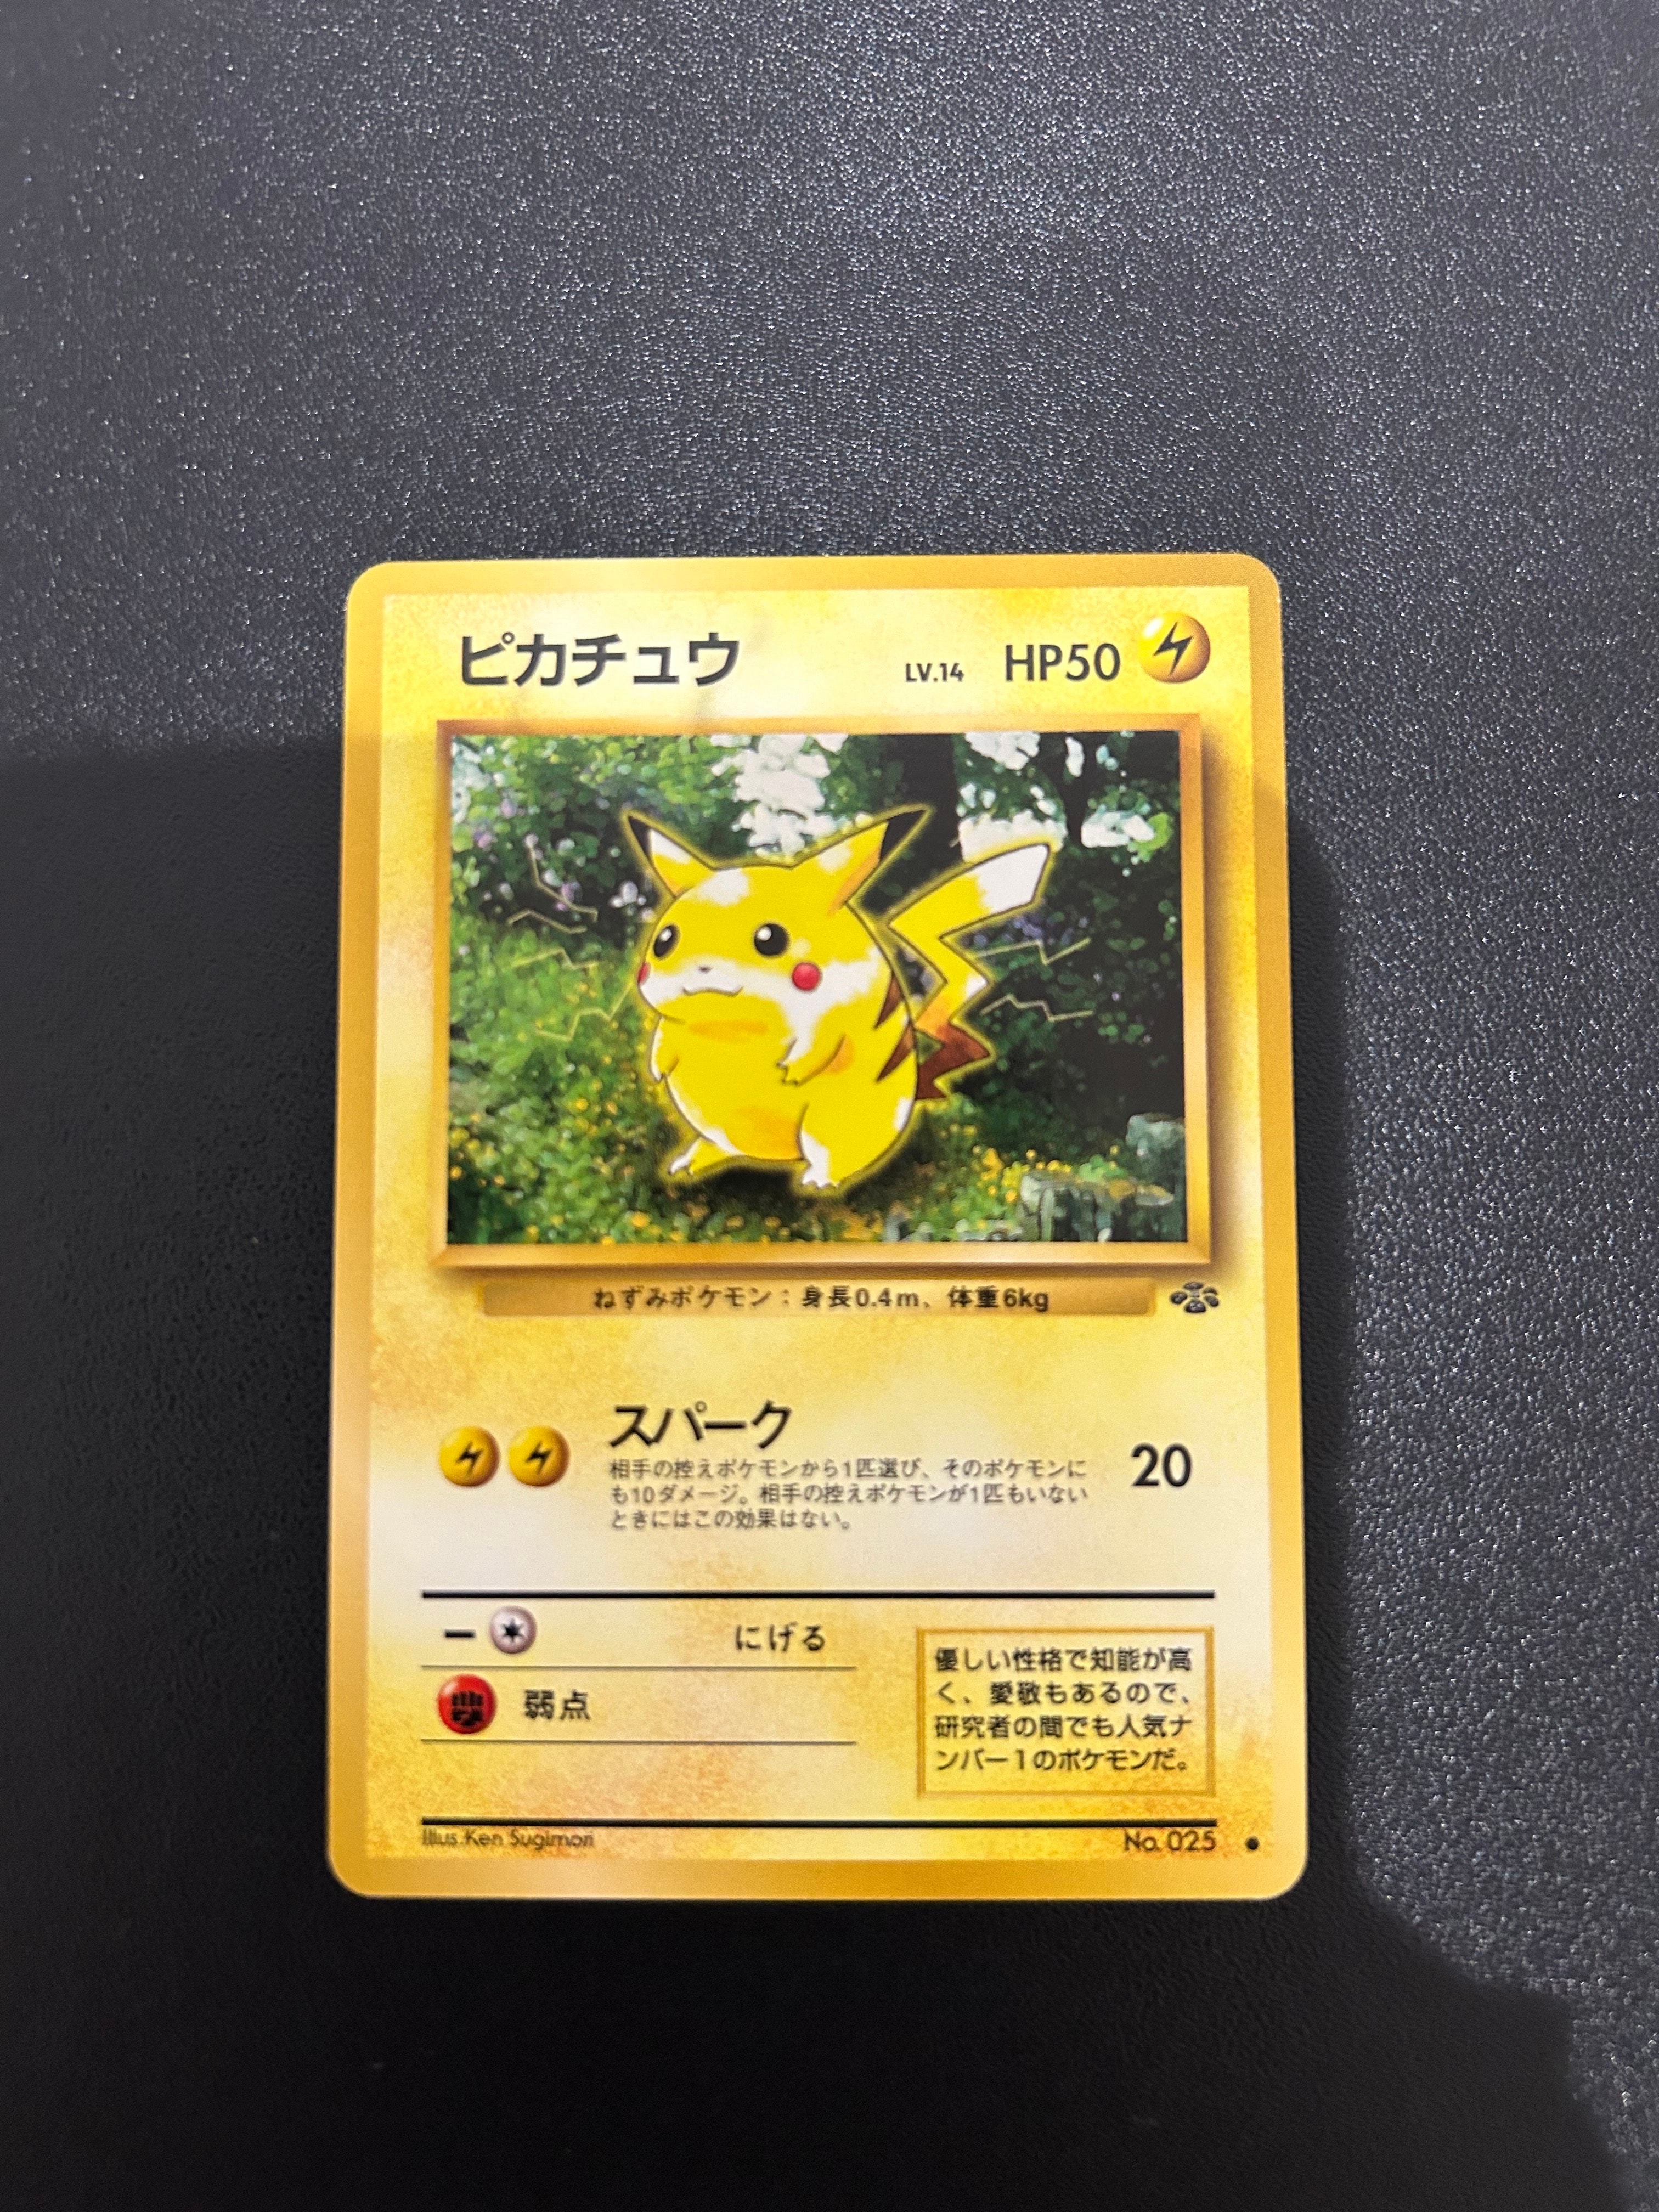 ピカチュウ LV.14 HP50
ねずみポケモン：身長0.4m、体重6kg
スパーク 20
相手の控えポケモンから1匹選び、そのポケモンに
も10ダメージ。相手の控えポケモンが1匹もいない
ときにはこの効果はない。
にげる
弱点
優しい性格で知能が高
く、愛敬もあるので、
研究者の間でも人気ナ
ンバー1のポケモンだ。
Illus.Ken Sugimori No. 025